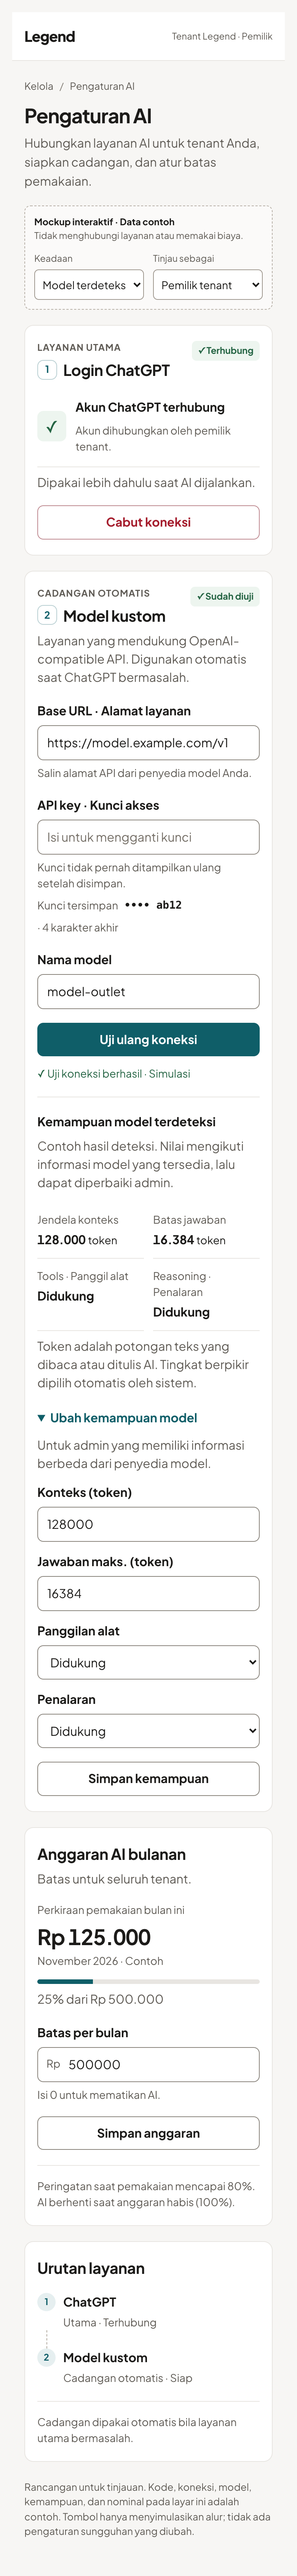 Legend
Tenant Legend · Pemilik
Kelola / Pengaturan AI
Pengaturan AI
Hubungkan layanan AI untuk tenant Anda,
siapkan cadangan, dan atur batas
pemakaian.
Mockup interaktif · Data contoh
Tidak menghubungi layanan atau memakai biaya.
Keadaan
Tinjau sebagai
Model terdeteks
Pemilik tenant
LAYANAN UTAMA
✓Terhubung
1 Login ChatGPT
✓
Akun ChatGPT terhubung
Akun dihubungkan oleh pemilik
tenant.
Dipakai lebih dahulu saat AI dijalankan.
Cabut koneksi
CADANGAN OTOMATIS
✓Sudah diuji
2 Model kustom
Layanan yang mendukung OpenAI-
compatible API. Digunakan otomatis
saat ChatGPT bermasalah.
Base URL · Alamat layanan
https://model.example.com/v1
Salin alamat API dari penyedia model Anda.
API key · Kunci akses
Isi untuk mengganti kunci
Kunci tidak pernah ditampilkan ulang
setelah disimpan.
Kunci tersimpan •••• ab12
· 4 karakter akhir
Nama model
model-outlet
Uji ulang koneksi
✓ Uji koneksi berhasil · Simulasi
Kemampuan model terdeteksi
Contoh hasil deteksi. Nilai mengikuti
informasi model yang tersedia, lalu
dapat diperbaiki admin.
Jendela konteks
128.000 token
Batas jawaban
16.384 token
Tools · Panggil alat
Didukung
Reasoning ·
Penalaran
Didukung
Token adalah potongan teks yang
dibaca atau ditulis AI. Tingkat berpikir
dipilih otomatis oleh sistem.
▼ Ubah kemampuan model
Untuk admin yang memiliki informasi
berbeda dari penyedia model.
Konteks (token)
128000
Jawaban maks. (token)
16384
Panggilan alat
Didukung
Penalaran
Didukung
Simpan kemampuan
Anggaran AI bulanan
Batas untuk seluruh tenant.
Perkiraan pemakaian bulan ini
Rp 125.000
November 2026 · Contoh
25% dari Rp 500.000
Batas per bulan
Rp 500000
Isi 0 untuk mematikan AI.
Simpan anggaran
Peringatan saat pemakaian mencapai 80%.
AI berhenti saat anggaran habis (100%).
Urutan layanan
1 ChatGPT
Utama · Terhubung
2 Model kustom
Cadangan otomatis · Siap
Cadangan dipakai otomatis bila layanan
utama bermasalah.
Rancangan untuk tinjauan. Kode, koneksi, model,
kemampuan, dan nominal pada layar ini adalah
contoh. Tombol hanya menyimulasikan alur; tidak ada
pengaturan sungguhan yang diubah.